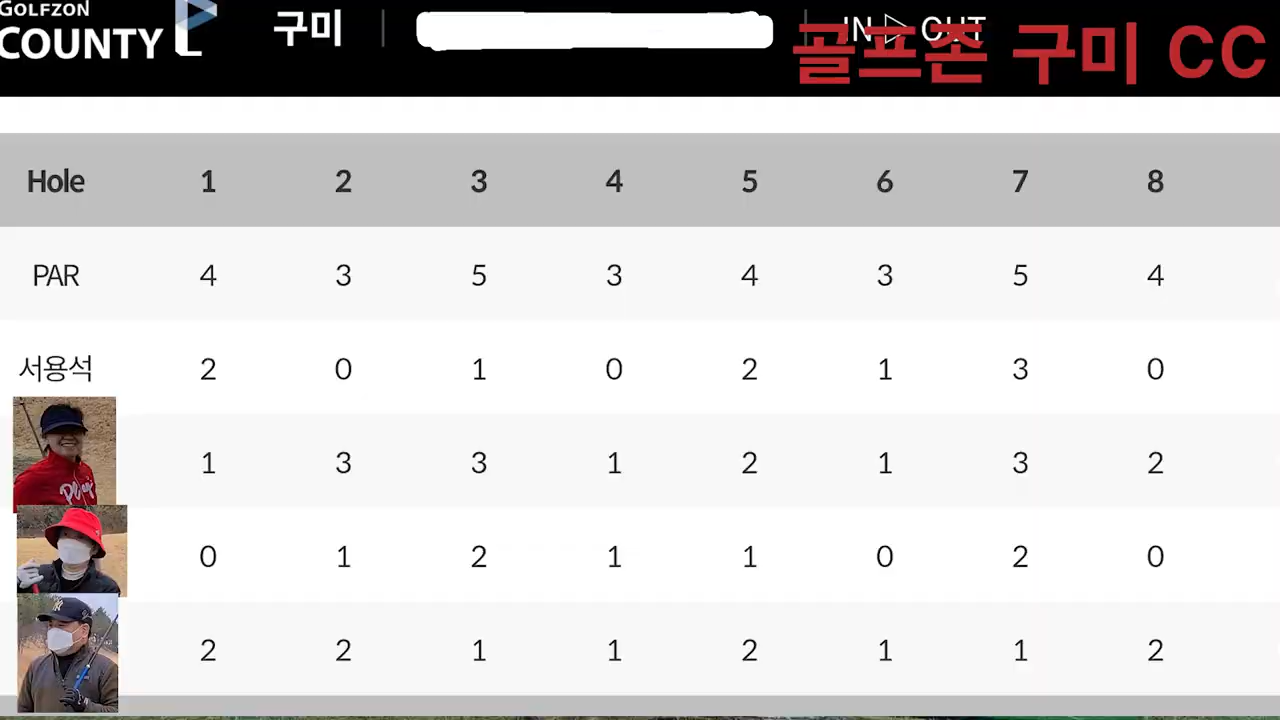 GOLFZON
COUNTY
구미
IN ▷ OUT
골프존 구미 CC
Hole 1 2 3 4 5 6 7 8
PAR 4 3 5 3 4 3 5 4
서용석 2 0 1 0 2 1 3 0
1 3 3 1 2 1 3 2
0 1 2 1 1 0 2 0
2 2 1 1 2 1 1 2